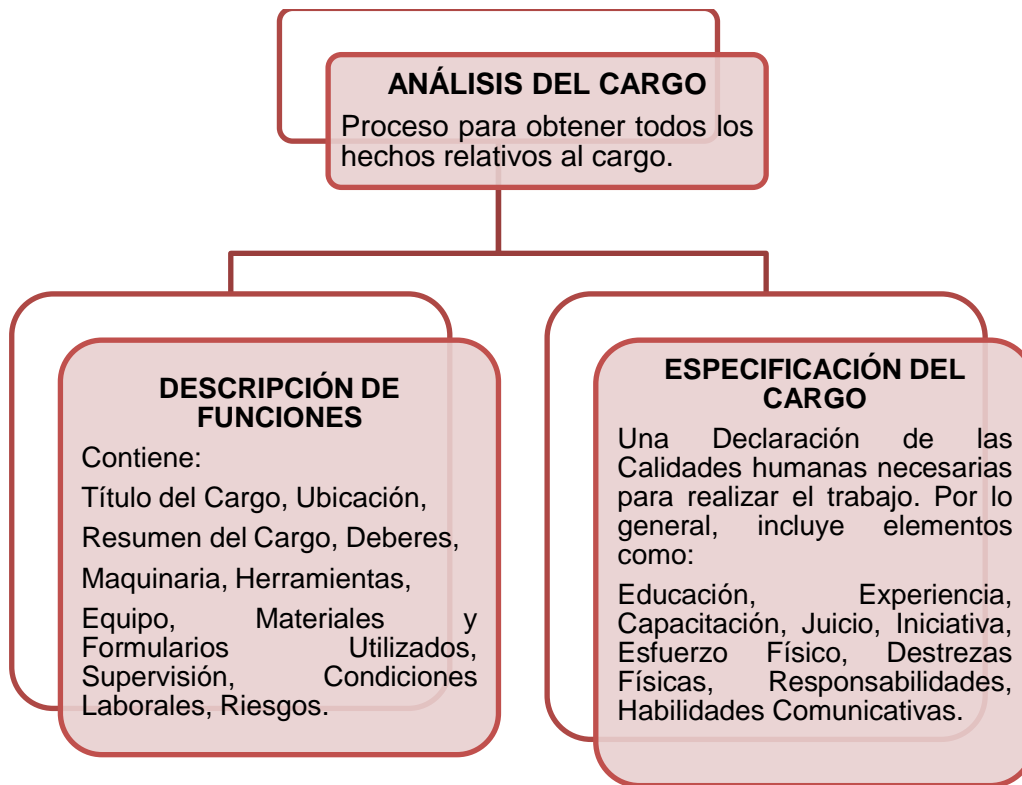 ANÁLISIS DEL CARGO
Proceso para obtener todos los
hechos relativos al cargo.
DESCRIPCIÓN DE
FUNCIONES
Contiene:
Título del Cargo, Ubicación,
Resumen del Cargo, Deberes,
Maquinaria, Herramientas,
Equipo, Materiales y
Formularios Utilizados,
Supervisión, Condiciones
Laborales, Riesgos.
ESPECIFICACIÓN DEL
CARGO
Una Declaración de las
Calidades humanas necesarias
para realizar el trabajo. Por lo
general, incluye elementos
como:
Educación, Experiencia,
Capacitación, Juicio, Iniciativa,
Esfuerzo Físico, Destrezas
Físicas, Responsabilidades,
Habilidades Comunicativas.